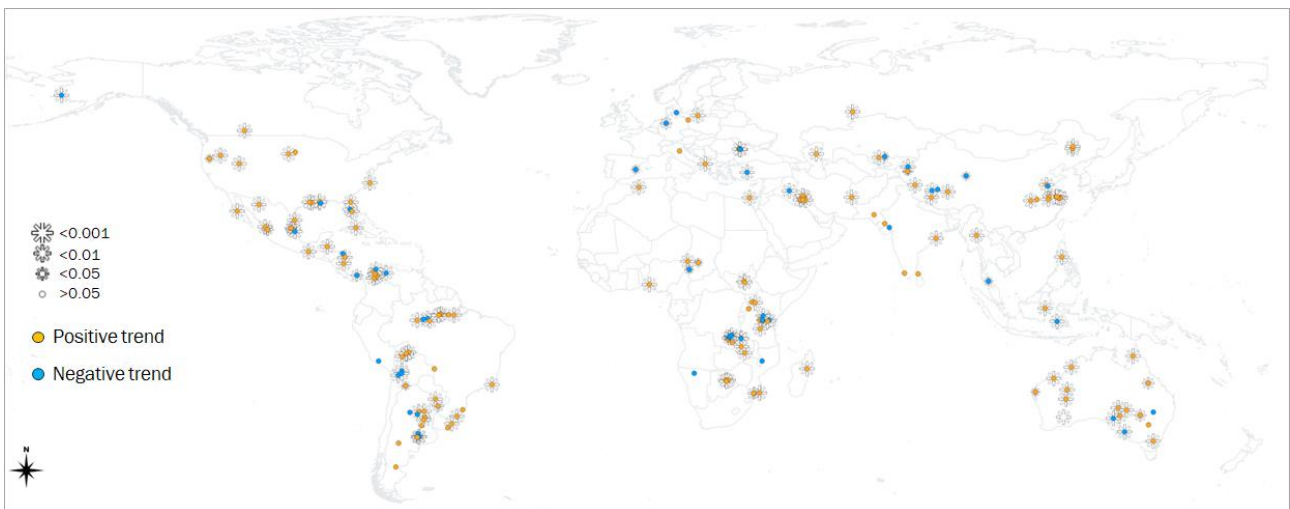 <0.001
<0.01
<0.05
>0.05
Positive trend
Negative trend
N